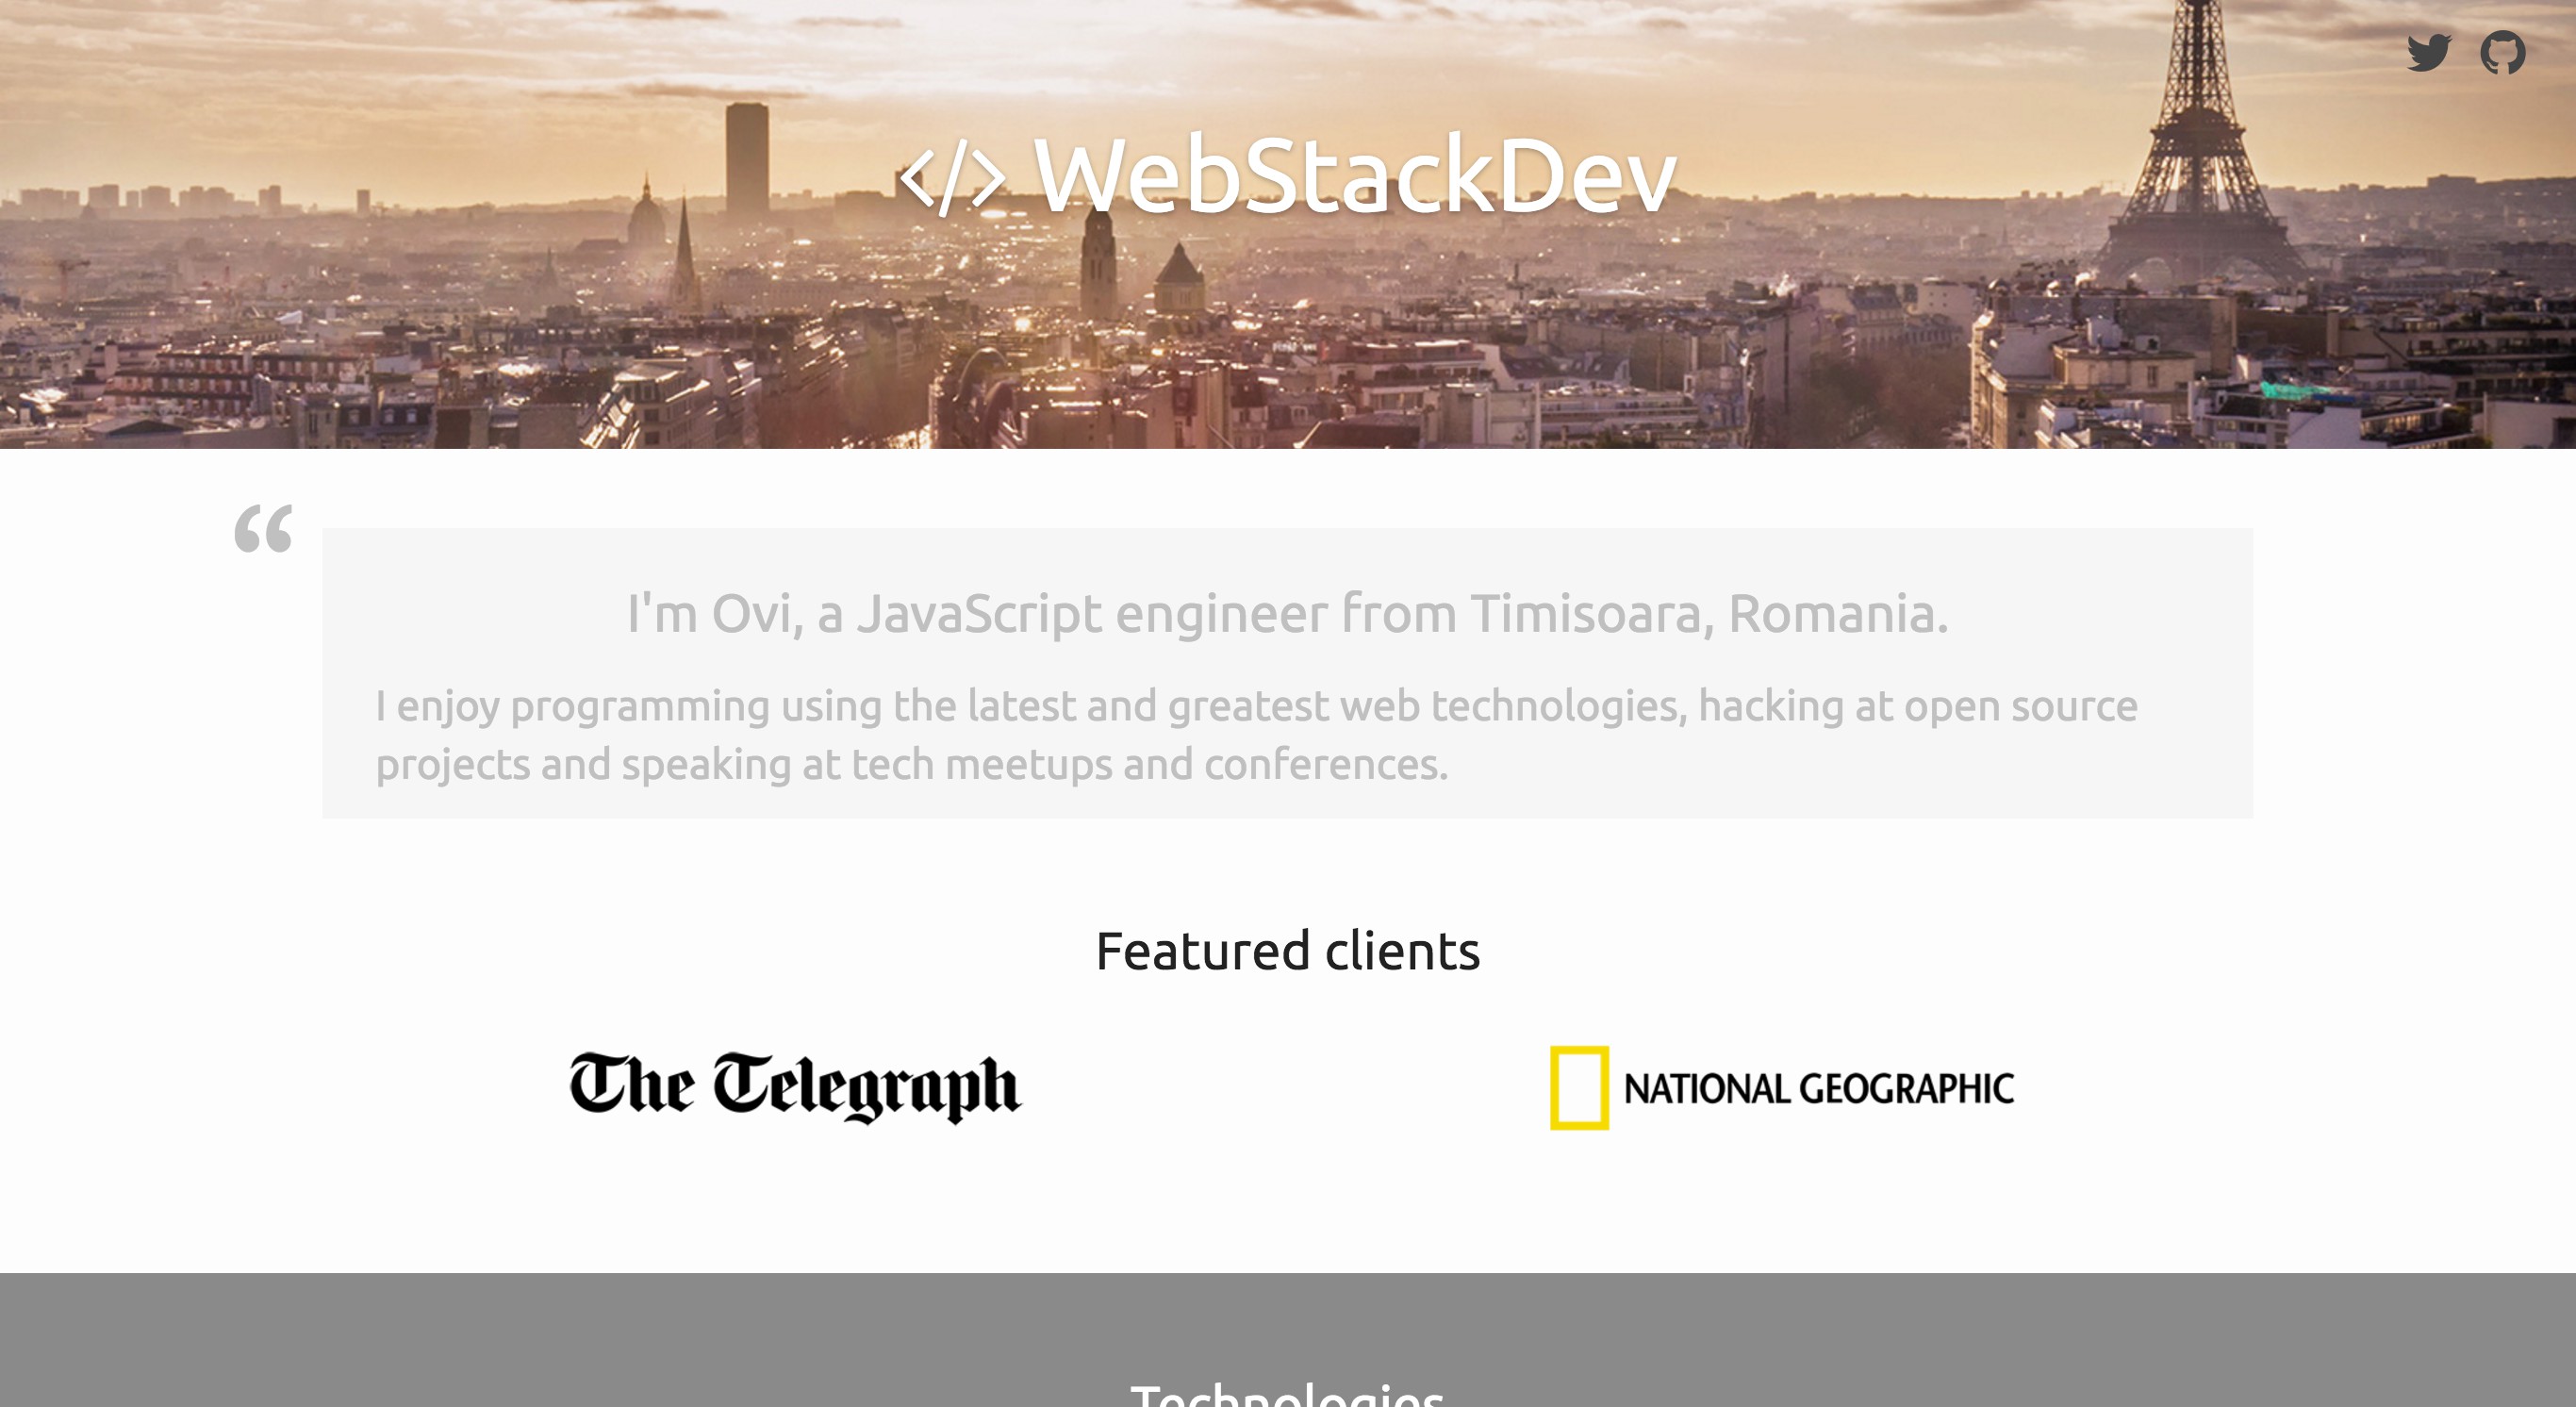 </> WebStackDev
“
I'm Ovi, a JavaScript engineer from Timisoara, Romania.
I enjoy programming using the latest and greatest web technologies, hacking at open source
projects and speaking at tech meetups and conferences.
Featured clients
The Telegraph
NATIONAL GEOGRAPHIC
Technologies